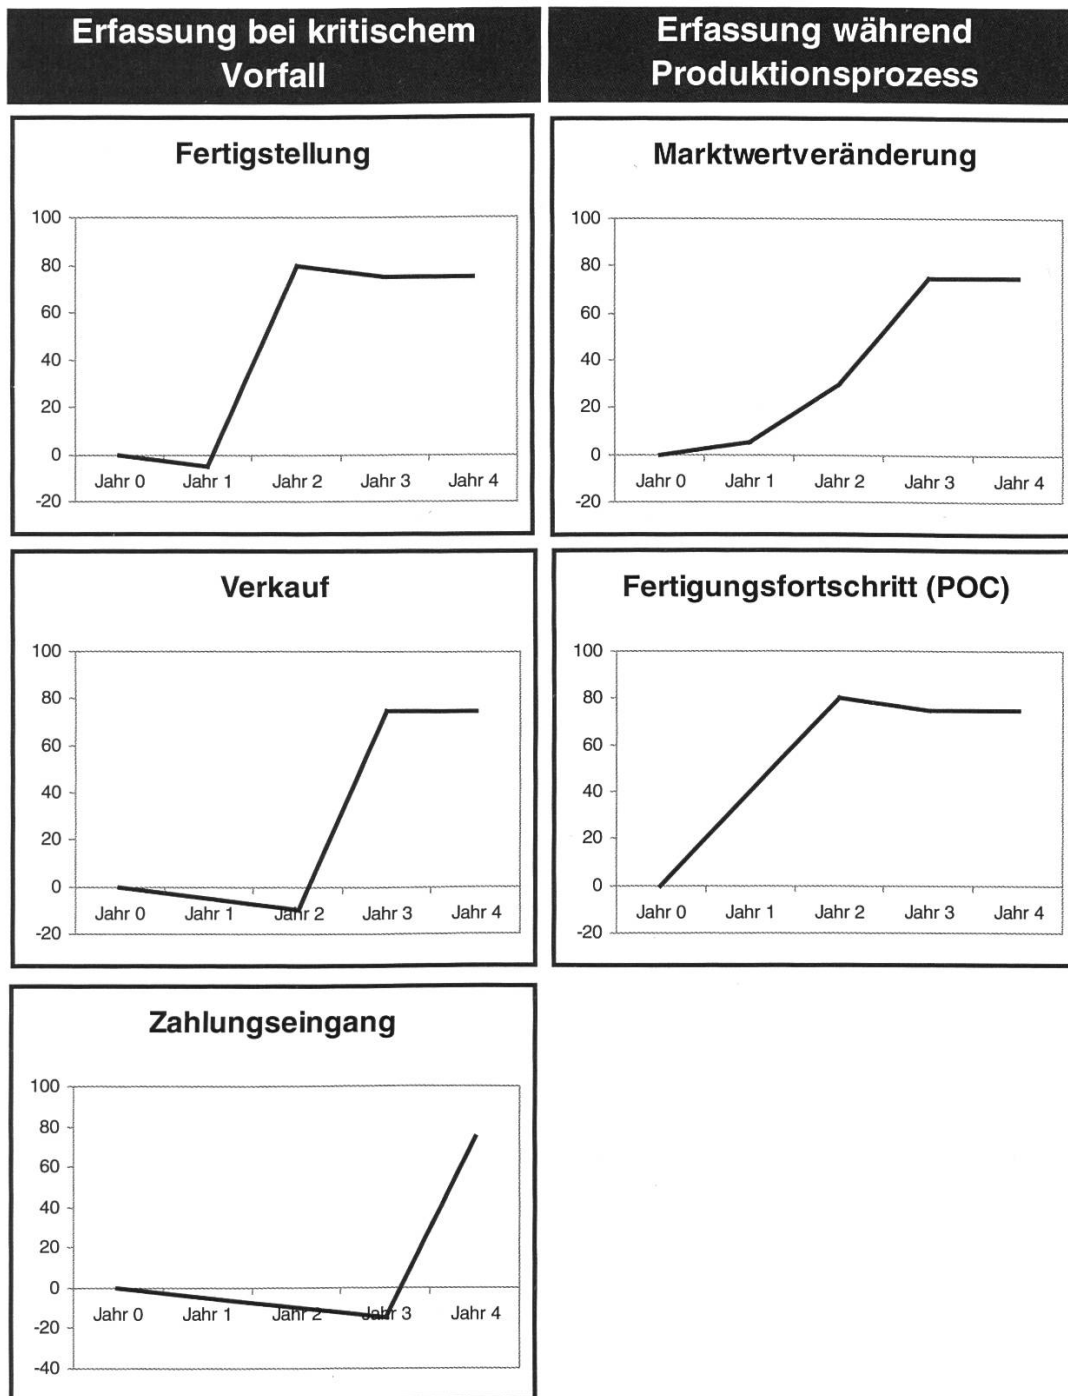 Erfassung bei kritischem
Vorfall
Erfassung während
Produktionsprozess
Fertigstellung
100
80
60
40
20
0
-20
Jahr 0 Jahr 1 Jahr 2 Jahr 3 Jahr 4
Marktwertveränderung
100
80
60
40
20
0
-20
Jahr 0 Jahr 1 Jahr 2 Jahr 3 Jahr 4
Verkauf
100
80
60
40
20
0
-20
Jahr 0 Jahr 1 Jahr 2 Jahr 3 Jahr 4
Fertigungsfortschritt (POC)
100
80
60
40
20
0
-20
Jahr 0 Jahr 1 Jahr 2 Jahr 3 Jahr 4
Zahlungseingang
100
80
60
40
20
0
-20
-40
Jahr 0 Jahr 1 Jahr 2 Jahr 3 Jahr 4